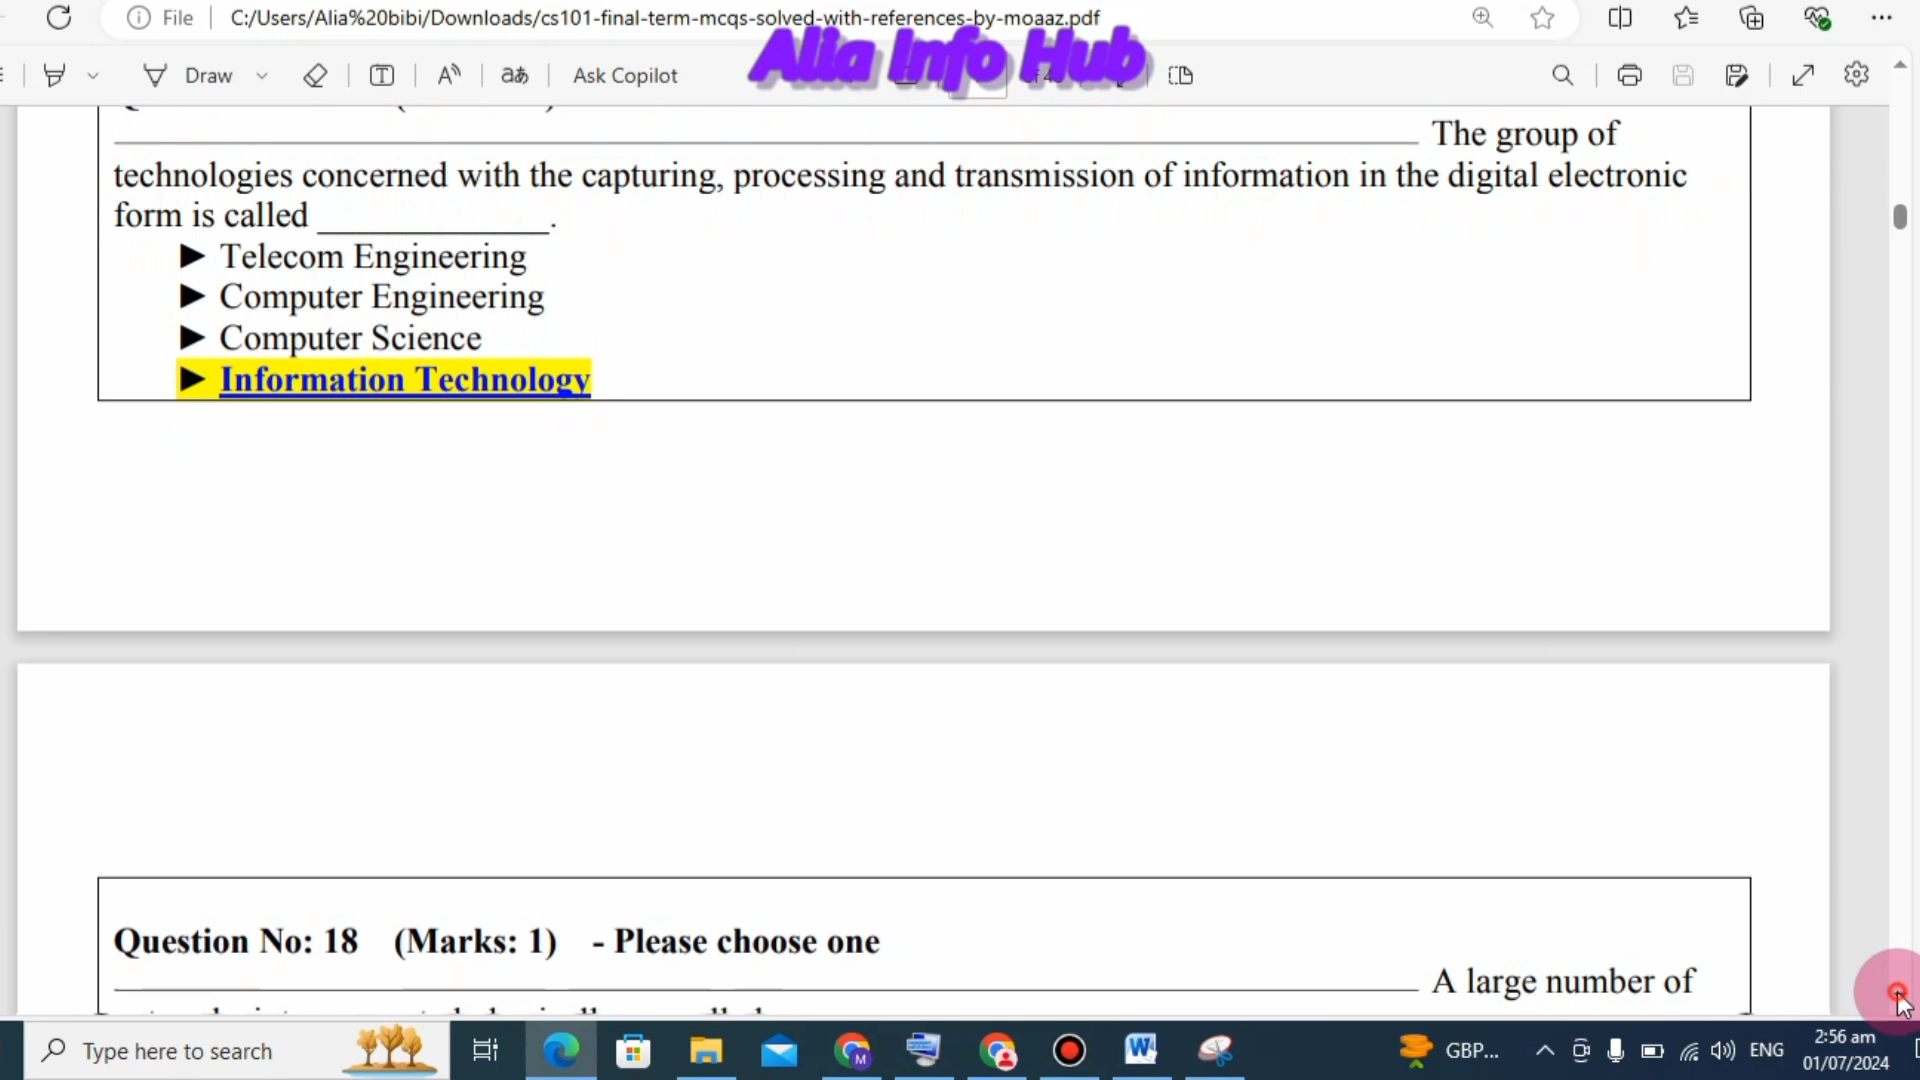 File C:/Users/Alia%20bibi/Downloads/cs101-final-term-mcqs-solved-with-references-by-moaaz.pdf
Alia Info Hub
Draw Ask Copilot
The group of
technologies concerned with the capturing, processing and transmission of information in the digital electronic
form is called ______________.
► Telecom Engineering
► Computer Engineering
► Computer Science
► Information Technology
Question No: 18 (Marks: 1) - Please choose one
A large number of
Type here to search
GBP...
ENG
2:56 am
01/07/2024